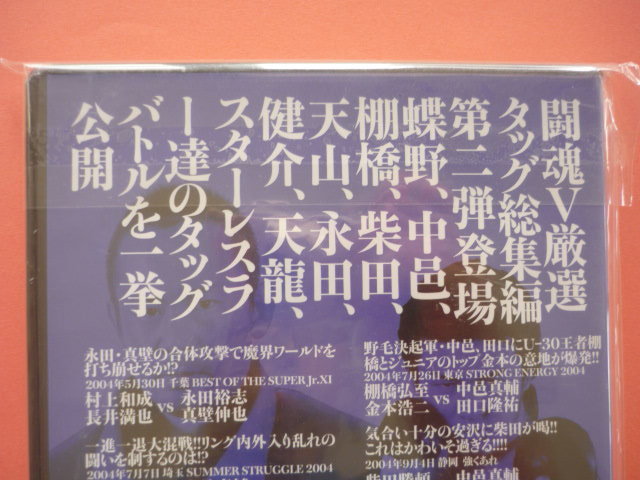 闘魂V厳選
タッグ総集編
第二弾登場
蝶野、中邑、
棚橋、柴田、
天山、永田、
健介、天龍、
スターレスラ
ー達のタッグ
バトルを一挙
公開
永田・真壁の合体攻撃で魔界ワールドを
打ち崩せるか!?
2004年5月30日 千葉 BEST OF THE SUPER Jr.XI
村上和成 vs 永田裕志
長井満也 真壁伸也
一進一退大混戦!!リング内外入り乱れの
闘いを制するのは!?
2004年7月7日 埼玉 SUMMER STRUGGLE 2004
野毛決起軍・中邑、田口にU-30王者棚
橋とジュニアのトップ金本の意地が爆発!!
2004年7月26日 東京 STRONG ENERGY 2004
棚橋弘至 vs 中邑真輔
金本浩二 田口隆祐
気合い十分の安沢に柴田が喝!!
これはかわいそ過ぎる!!!!
2004年9月4日 静岡 強くあれ
柴田勝頼 中邑真輔